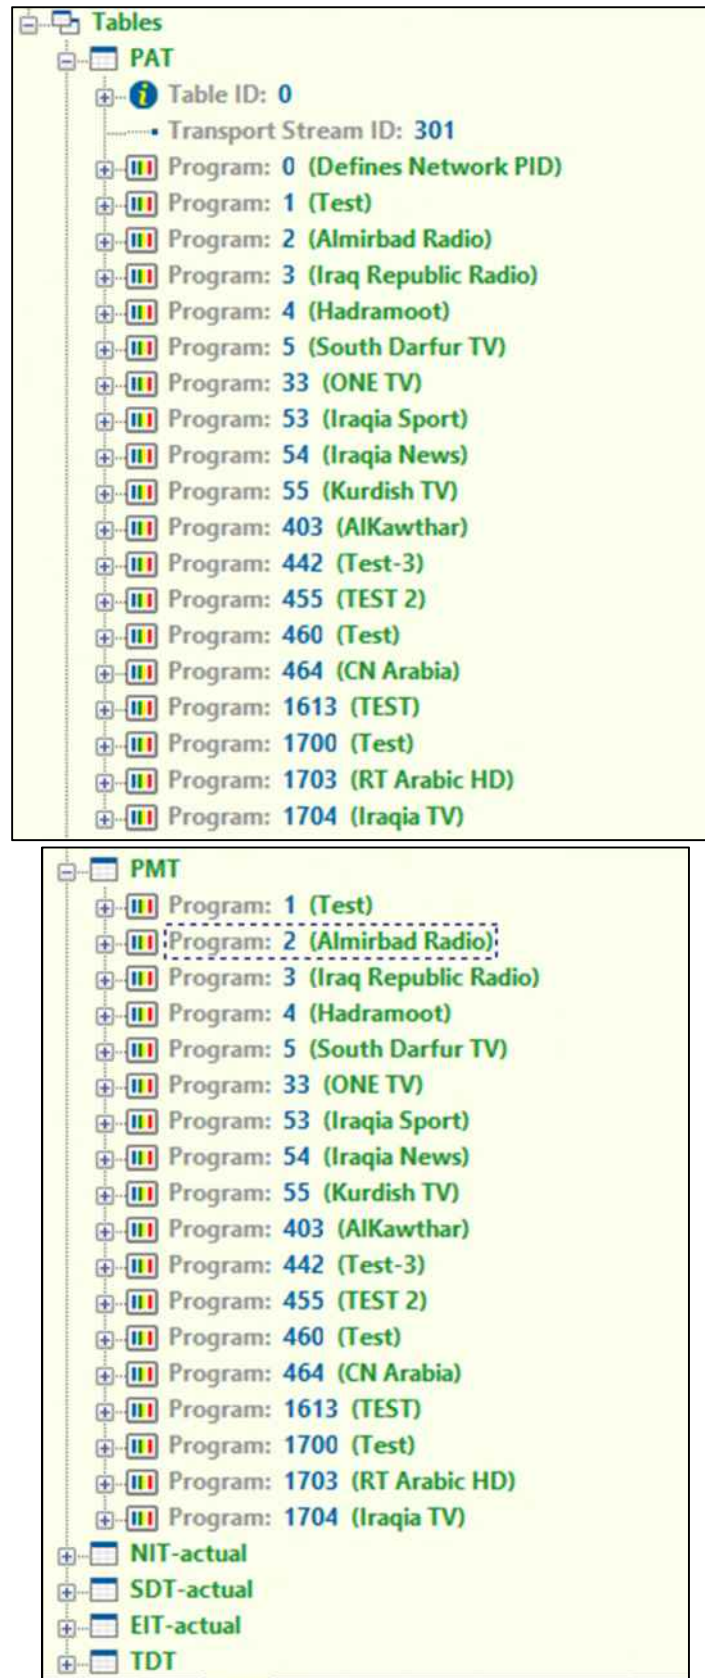 Tables
PAT
Table ID: 0
Transport Stream ID: 301
Program: 0 (Defines Network PID)
Program: 1 (Test)
Program: 2 (Almirbad Radio)
Program: 3 (Iraq Republic Radio)
Program: 4 (Hadramoot)
Program: 5 (South Darfur TV)
Program: 33 (ONE TV)
Program: 53 (Iraqia Sport)
Program: 54 (Iraqia News)
Program: 55 (Kurdish TV)
Program: 403 (AlKawthar)
Program: 442 (Test-3)
Program: 455 (TEST 2)
Program: 460 (Test)
Program: 464 (CN Arabia)
Program: 1613 (TEST)
Program: 1700 (Test)
Program: 1703 (RT Arabic HD)
Program: 1704 (Iraqia TV)
PMT
Program: 1 (Test)
Program: 2 (Almirbad Radio)
Program: 3 (Iraq Republic Radio)
Program: 4 (Hadramoot)
Program: 5 (South Darfur TV)
Program: 33 (ONE TV)
Program: 53 (Iraqia Sport)
Program: 54 (Iraqia News)
Program: 55 (Kurdish TV)
Program: 403 (AlKawthar)
Program: 442 (Test-3)
Program: 455 (TEST 2)
Program: 460 (Test)
Program: 464 (CN Arabia)
Program: 1613 (TEST)
Program: 1700 (Test)
Program: 1703 (RT Arabic HD)
Program: 1704 (Iraqia TV)
NIT-actual
SDT-actual
EIT-actual
TDT